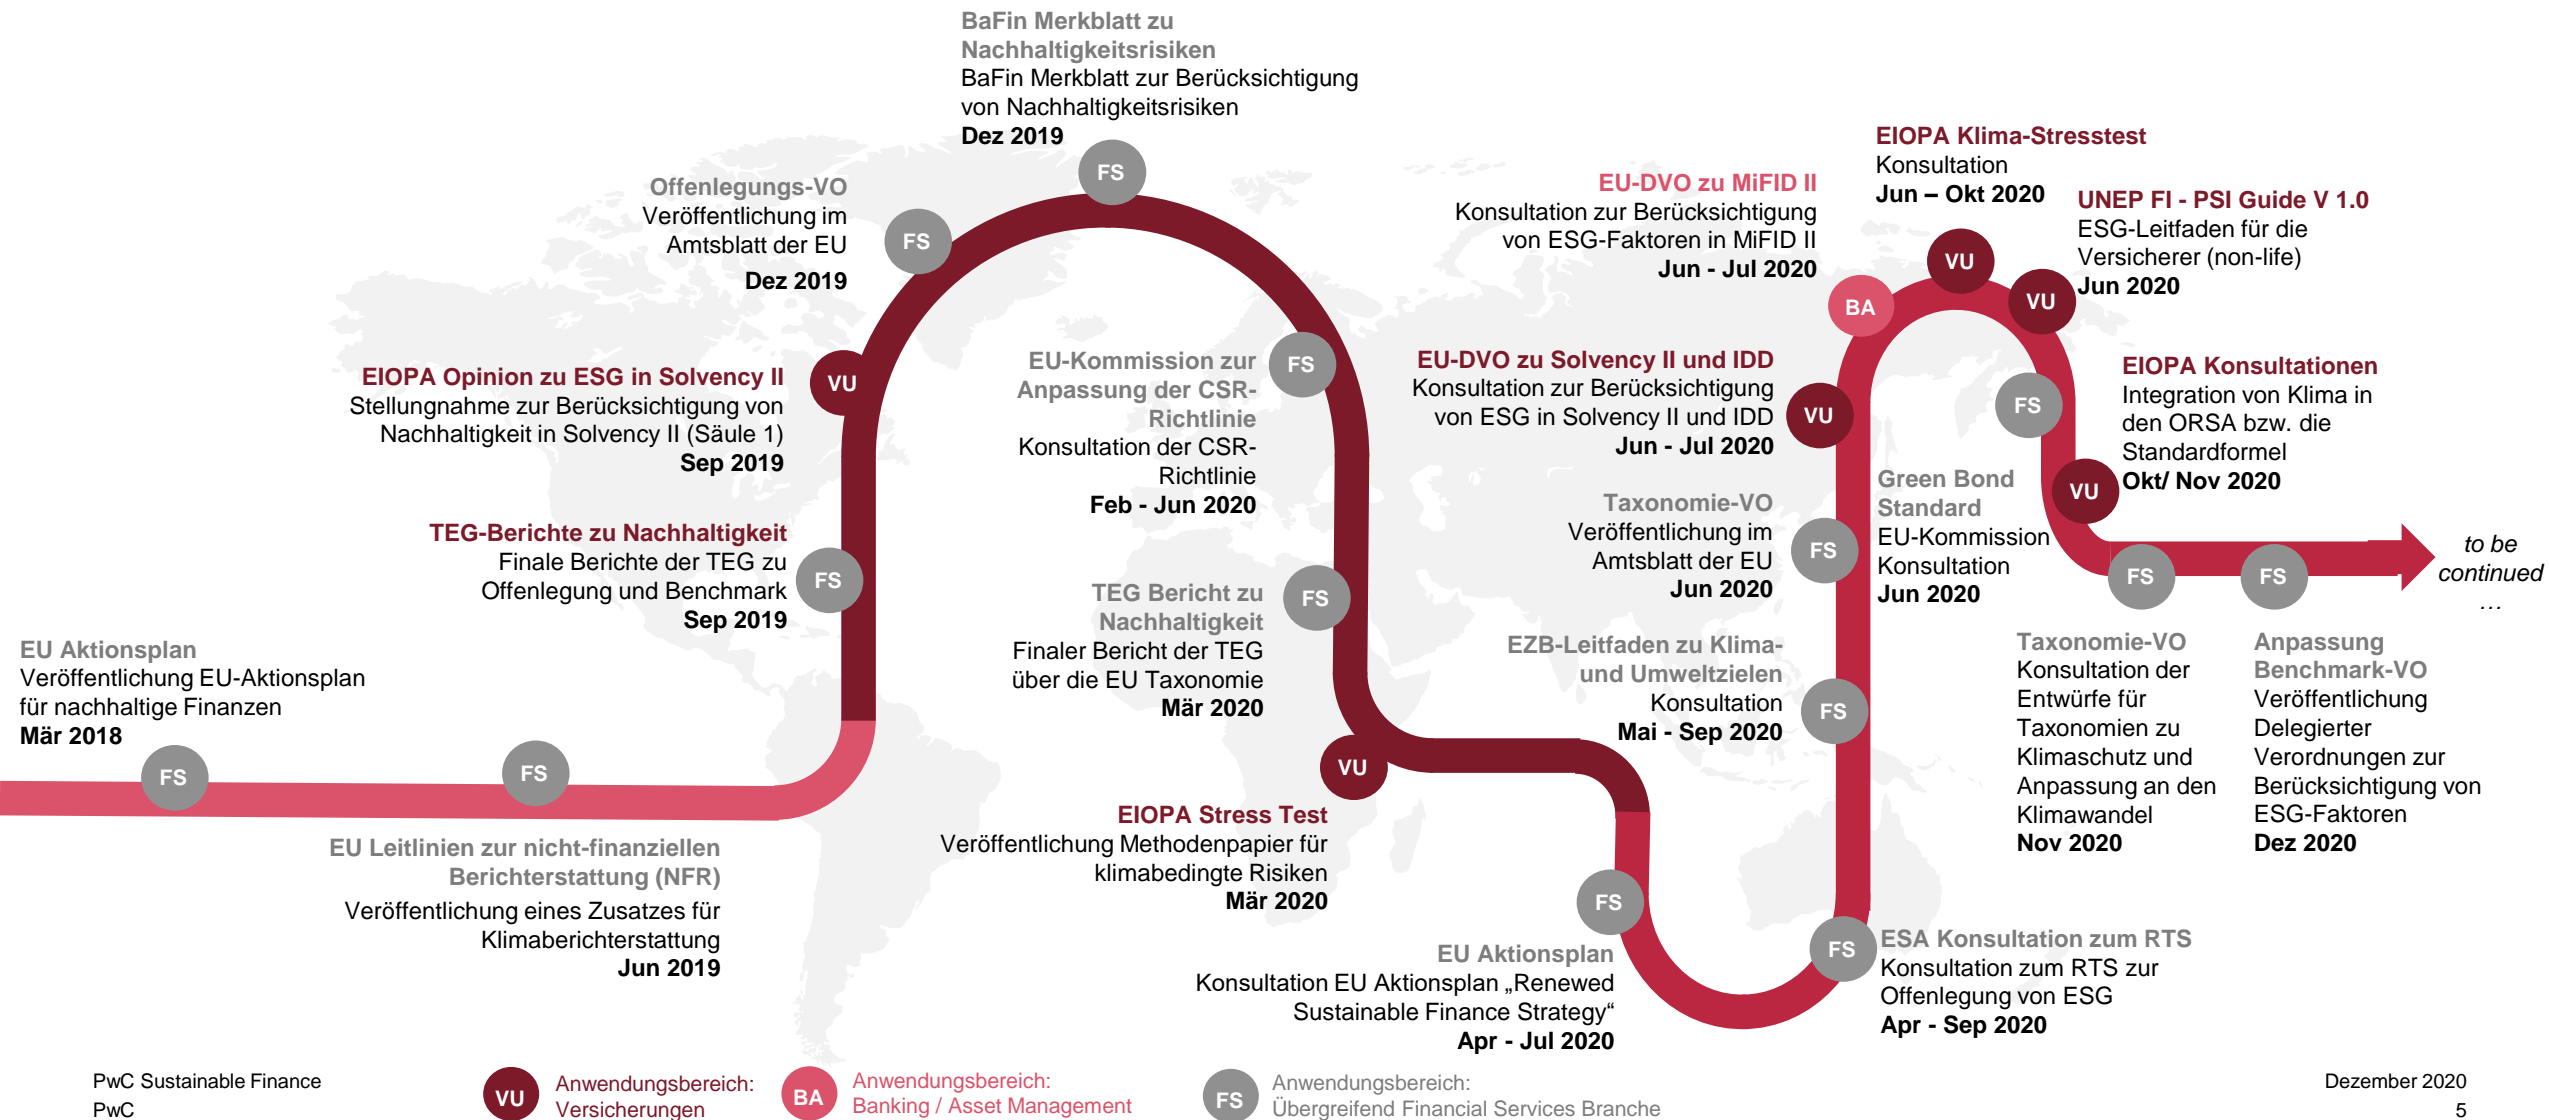 BaFin Merkblatt zu
Nachhaltigkeitsrisiken
BaFin Merkblatt zur Berücksichtigung
von Nachhaltigkeitsrisiken
Dez 2019
FS
Offenlegungs-VO
Veröffentlichung im
Amtsblatt der EU
Dez 2019
FS
EIOPA Opinion zu ESG in Solvency II
Stellungnahme zur Berücksichtigung von
Nachhaltigkeit in Solvency II (Säule 1)
Sep 2019
VU
TEG-Berichte zu Nachhaltigkeit
Finale Berichte der TEG zu
Offenlegung und Benchmark
Sep 2019
FS
EU Aktionsplan
Veröffentlichung EU-Aktionsplan
für nachhaltige Finanzen
Mär 2018
FS
FS
EU Leitlinien zur nicht-finanziellen
Berichterstattung (NFR)
Veröffentlichung eines Zusatzes für
Klimaberichterstattung
Jun 2019
EU-Kommission zur
Anpassung der CSR-
Richtlinie
Konsultation der CSR-
Richtlinie
Feb - Jun 2020
FS
TEG Bericht zu
Nachhaltigkeit
Finaler Bericht der TEG
über die EU Taxonomie
Mär 2020
FS
VU
EIOPA Stress Test
Veröffentlichung Methodenpapier für
klimabedingte Risiken
Mär 2020
FS
EU Aktionsplan
Konsultation EU Aktionsplan „Renewed
Sustainable Finance Strategy“
Apr - Jul 2020
FS
ESA Konsultation zum RTS
Konsultation zum RTS zur
Offenlegung von ESG
Apr - Sep 2020
EZB-Leitfaden zu Klima-
und Umweltzielen
Konsultation
Mai - Sep 2020
FS
Taxonomie-VO
Veröffentlichung im
Amtsblatt der EU
Jun 2020
FS
EU-DVO zu Solvency II und IDD
Konsultation zur Berücksichtigung
von ESG in Solvency II und IDD
Jun - Jul 2020
VU
EU-DVO zu MiFID II
Konsultation zur Berücksichtigung
von ESG-Faktoren in MiFID II
Jun - Jul 2020
BA
EIOPA Klima-Stresstest
Konsultation
Jun – Okt 2020
VU
UNEP FI - PSI Guide V 1.0
ESG-Leitfaden für die
Versicherer (non-life)
Jun 2020
VU
FS
Green Bond
Standard
EU-Kommission
Konsultation
Jun 2020
EIOPA Konsultationen
Integration von Klima in
den ORSA bzw. die
Standardformel
Okt/ Nov 2020
VU
FS
Taxonomie-VO
Konsultation der
Entwürfe für
Taxonomien zu
Klimaschutz und
Anpassung an den
Klimawandel
Nov 2020
FS
Anpassung
Benchmark-VO
Veröffentlichung
Delegierter
Verordnungen zur
Berücksichtigung von
ESG-Faktoren
Dez 2020
to be
continued
…
PwC Sustainable Finance
PwC
VU
Anwendungsbereich:
Versicherungen
BA
Anwendungsbereich:
Banking / Asset Management
FS
Anwendungsbereich:
Übergreifend Financial Services Branche
Dezember 2020
5